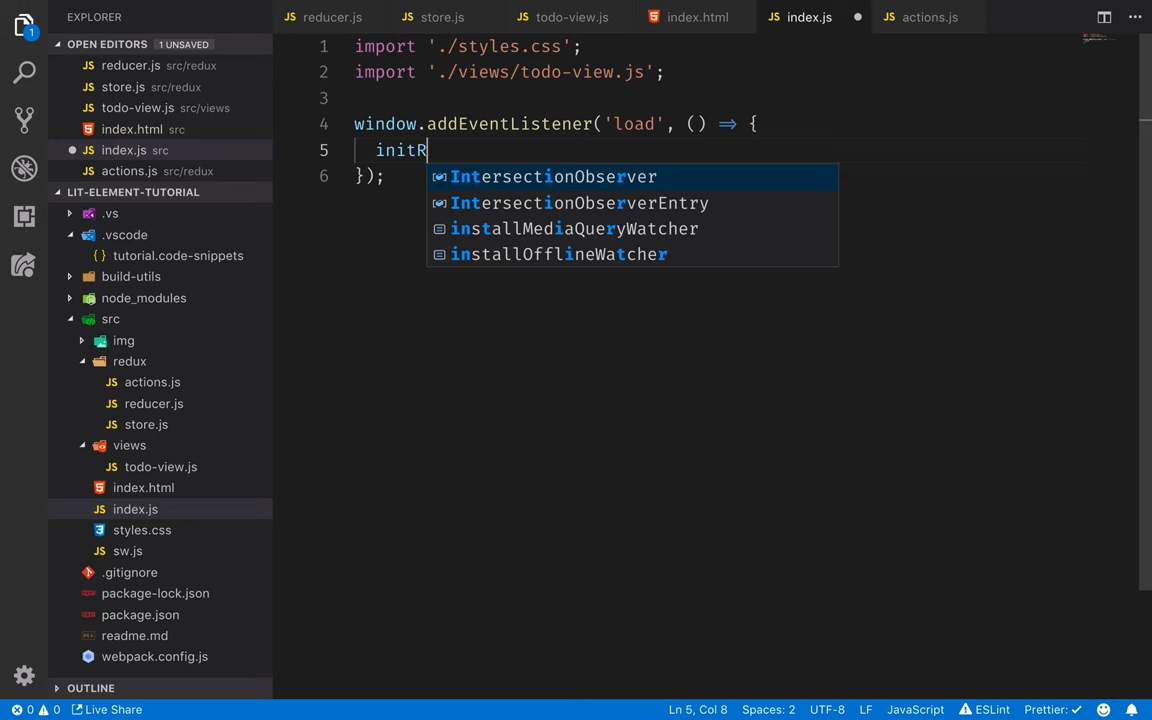 EXPLORER
JS reducer.js
JS store.js
JS todo-view.js
index.html
JS index.js
JS actions.js
OPEN EDITORS 1 UNSAVED
JS reducer.js src/redux
JS store.js src/redux
JS todo-view.js src/views
index.html src
JS index.js src
JS actions.js src/redux
LIT-ELEMENT-TUTORIAL
.vs
.vscode
{ } tutorial.code-snippets
build-utils
node_modules
src
img
redux
JS actions.js
JS reducer.js
JS store.js
views
JS todo-view.js
index.html
JS index.js
styles.css
JS sw.js
.gitignore
package-lock.json
package.json
readme.md
webpack.config.js
OUTLINE
1
1 import './styles.css';
2 import './views/todo-view.js';
3
4 window.addEventListener('load', () => {
5 initR
6 });
IntersectionObserver
IntersectionObserverEntry
installMediaQueryWatcher
installOfflineWatcher
0 0 Live Share Ln 5, Col 8 Spaces: 2 UTF-8 LF JavaScript ESLint Prettier: ✓